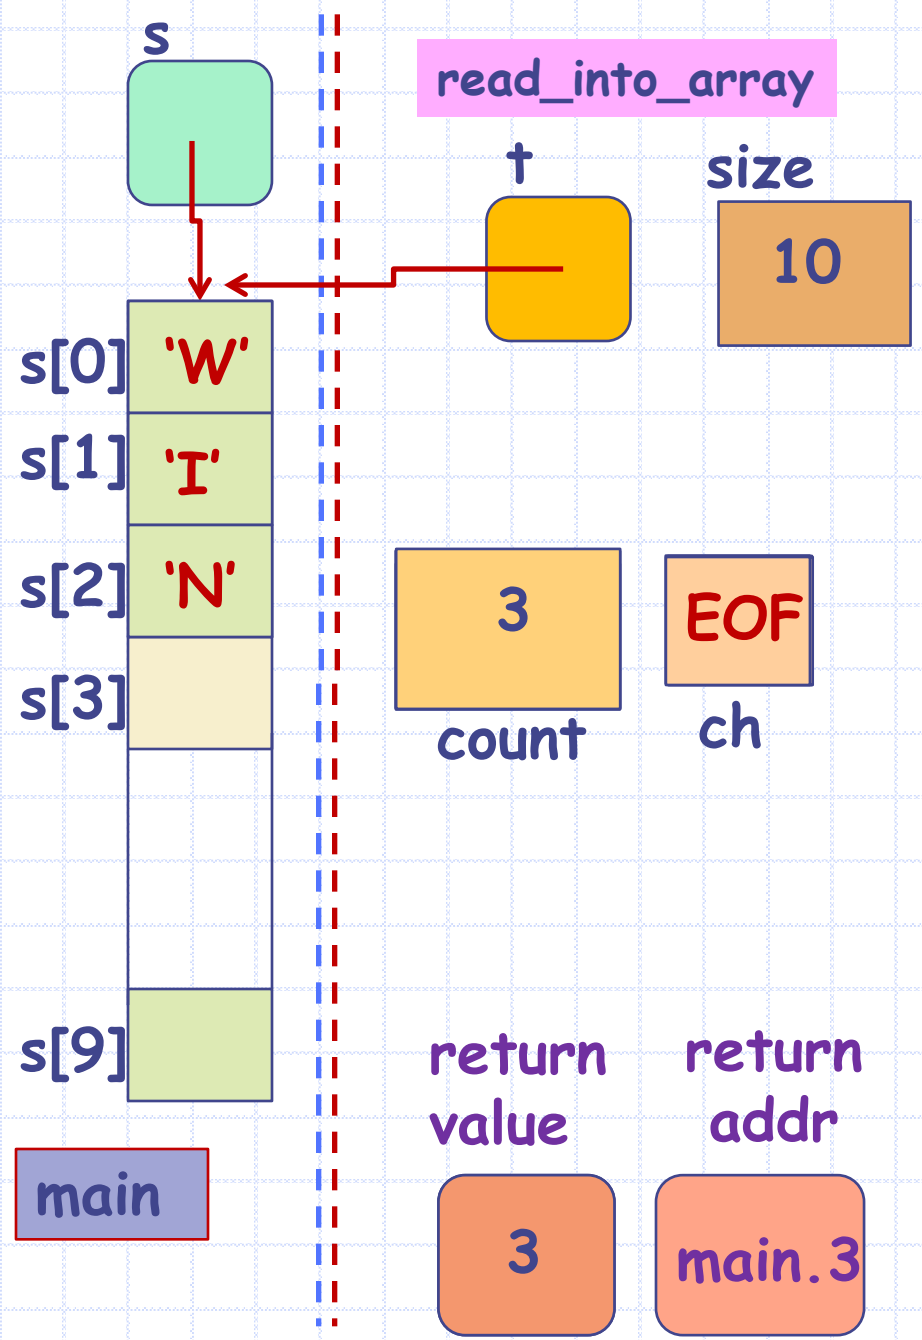 s
read_into_array
t
size
10
s[0]
'W'
s[1]
'I'
s[2]
'N'
s[3]
3
EOF
count
ch
s[9]
return
value
return
addr
main
3
main.3